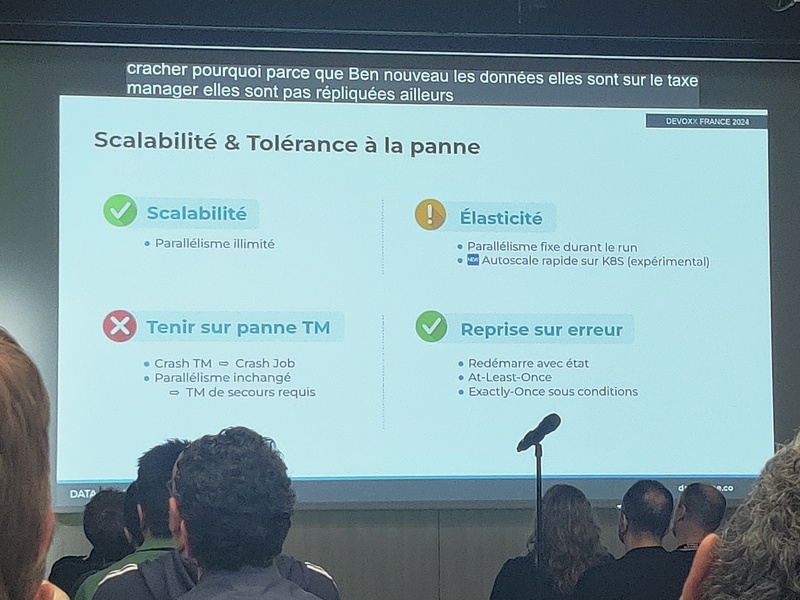 cracher pourquoi parce que Ben nouveau les données elles sont sur le taxe
manager elles sont pas répliquées ailleurs
DEVOXX FRANCE 2024
Scalabilité & Tolérance à la panne
Scalabilité
• Parallélisme illimité
Élasticité
• Parallélisme fixe durant le run
• NEW Autoscale rapide sur K8S (expérimental)
Tenir sur panne TM
• Crash TM ⇨ Crash Job
• Parallélisme inchangé
⇨ TM de secours requis
Reprise sur erreur
• Redémarre avec état
• At-Least-Once
• Exactly-Once sous conditions
DATA